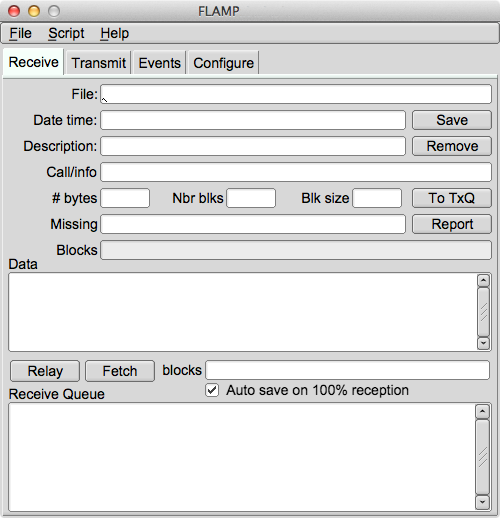 FLAMP
File Script Help
Receive Transmit Events Configure
File:
Date time: Save
Description: Remove
Call/info
# bytes Nbr blks Blk size To TxQ
Missing Report
Blocks
Data
Relay Fetch blocks
Auto save on 100% reception
Receive Queue